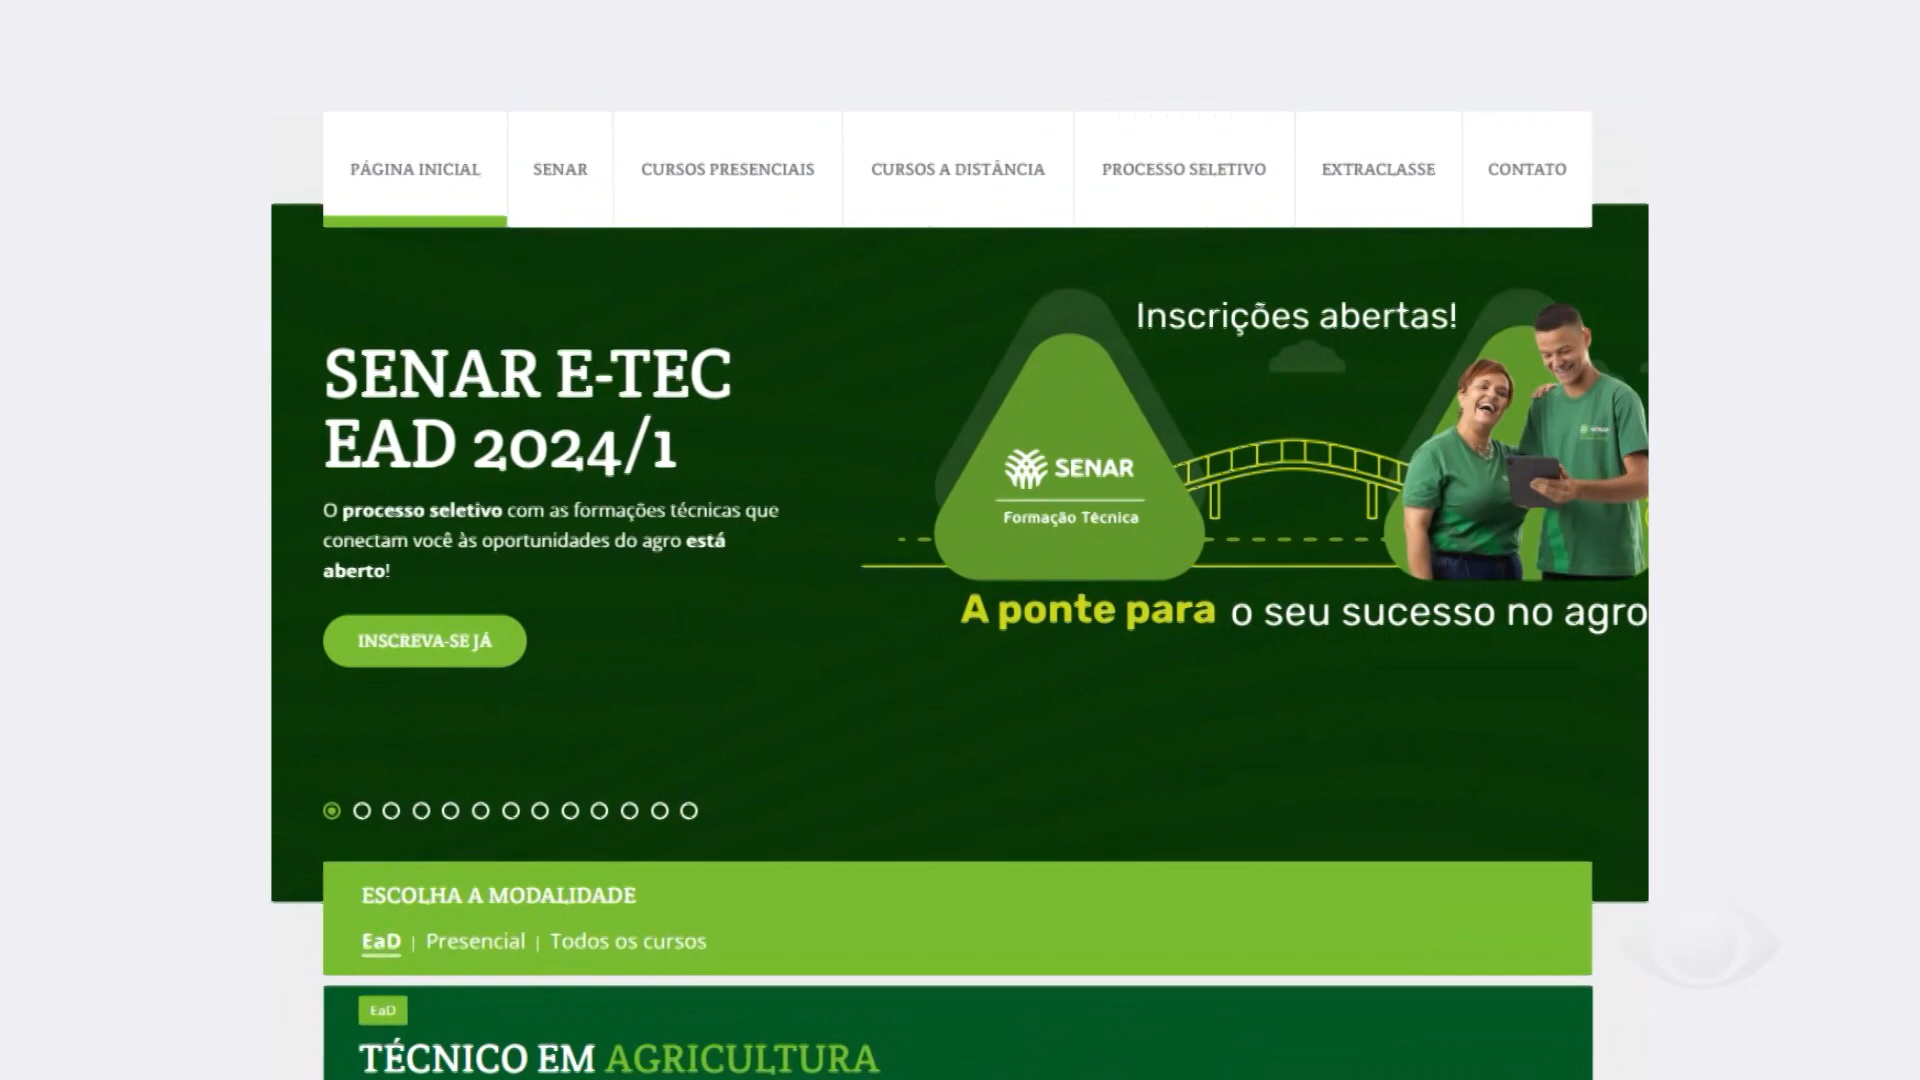 PÁGINA INICIAL
SENAR
CURSOS PRESENCIAIS
CURSOS A DISTÂNCIA
PROCESSO SELETIVO
EXTRACLASSE
CONTATO
Inscrições abertas!
SENAR E-TEC
EAD 2024/1
O processo seletivo com as formações técnicas que
conectam você às oportunidades do agro está
aberto!
INSCREVA-SE JÁ
SENAR
Formação Técnica
SENAR
A ponte para o seu sucesso no agro
ESCOLHA A MODALIDADE
EaD | Presencial | Todos os cursos
EaD
TÉCNICO EM AGRICULTURA